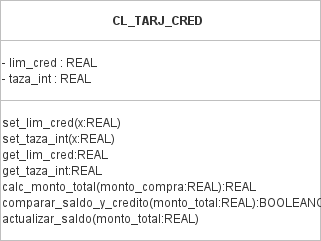 CL_TARJ_CRED
- lim_cred : REAL
- taza_int : REAL
set_lim_cred(x:REAL)
set_taza_int(x:REAL)
get_lim_cred:REAL
get_taza_int:REAL
calc_monto_total(monto_compra:REAL):REAL
comparar_saldo_y_credito(monto_total:REAL):BOOLEANO
actualizar_saldo(monto_total:REAL)